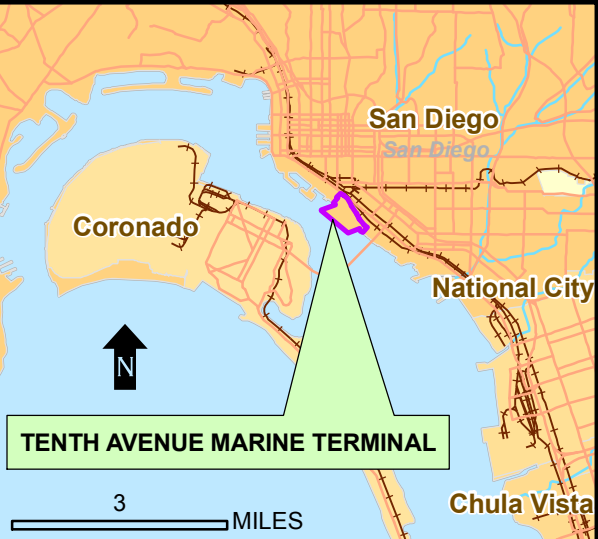 San Diego
San Diego
Coronado
National City
N
TENTH AVENUE MARINE TERMINAL
Chula Vista
3
MILES